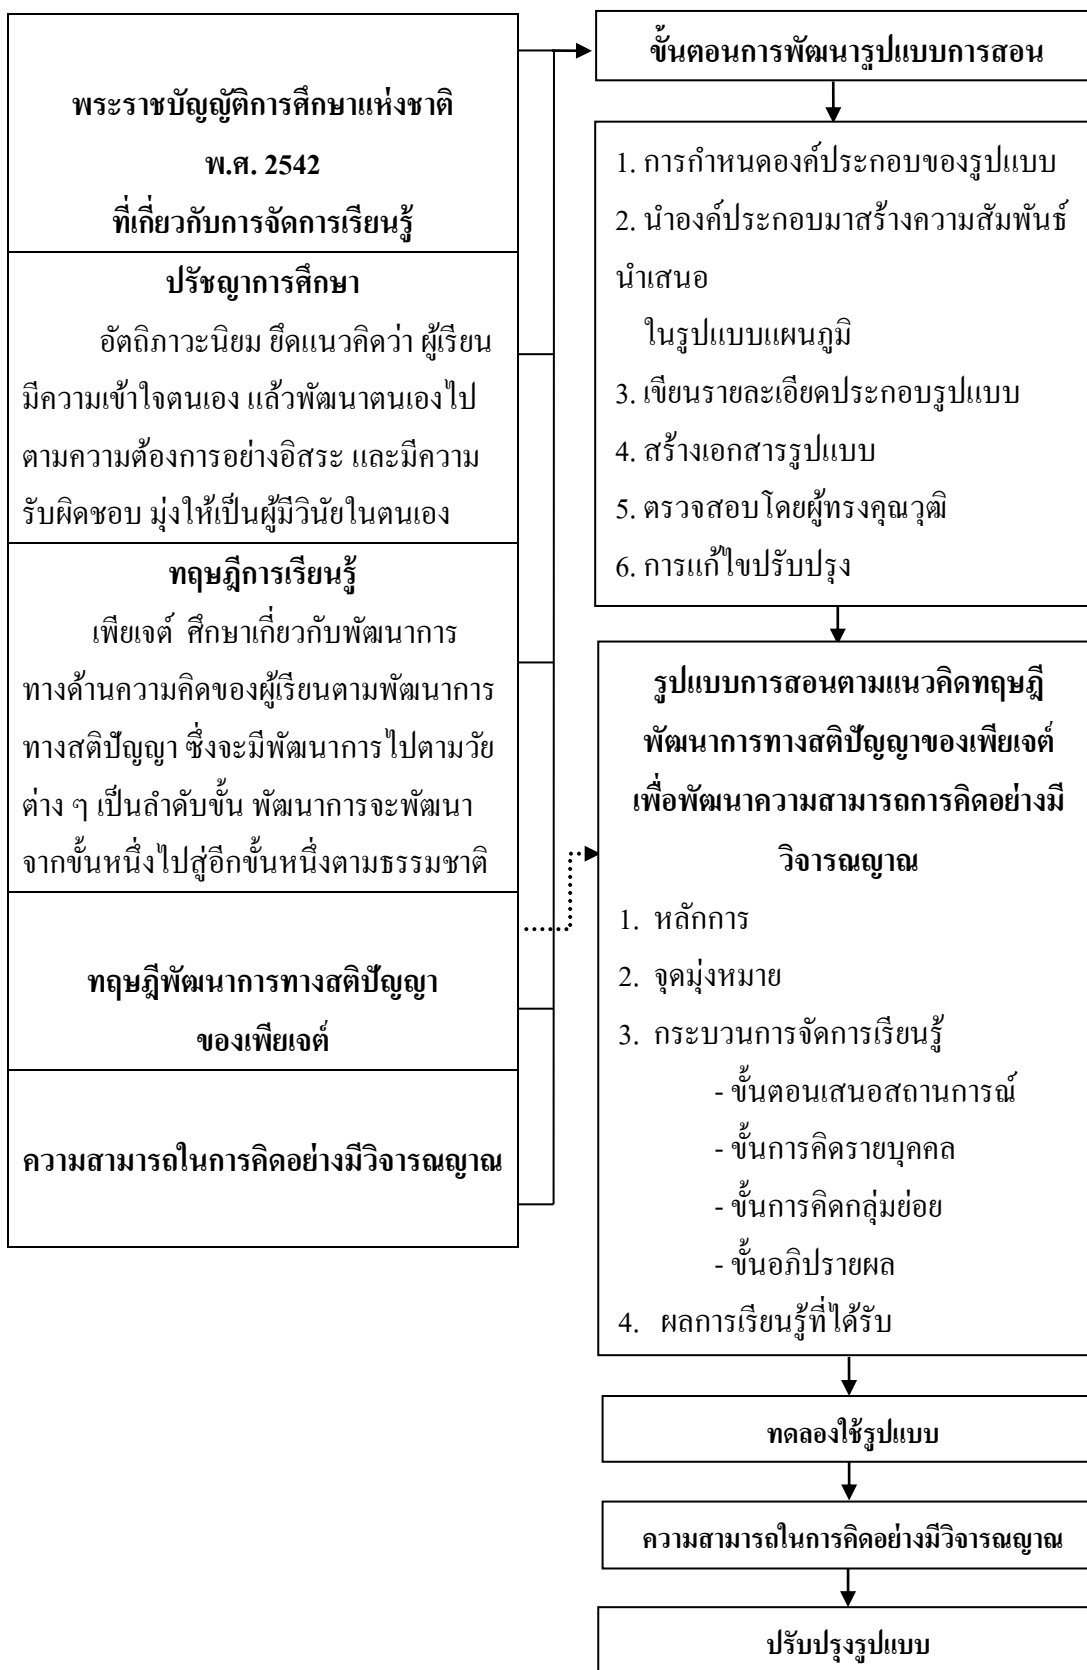 พระราชบัญญัติการศึกษาแห่งชาติ
พ.ศ. 2542
ที่เกี่ยวกับการจัดการเรียนรู้
ปรัชญาการศึกษา
อัตถิภาวะนิยม ยึดแนวคิดว่า ผู้เรียน
มีความเข้าใจตนเอง แล้วพัฒนาตนเองไป
ตามความต้องการอย่างอิสระ และมีความ
รับผิดชอบ มุ่งให้เป็นผู้มีวินัยในตนเอง
ทฤษฎีการเรียนรู้
เพียเจต์ ศึกษาเกี่ยวกับพัฒนาการ
ทางด้านความคิดของผู้เรียนตามพัฒนาการ
ทางสติปัญญา ซึ่งจะมีพัฒนาการไปตามวัย
ต่าง ๆ เป็นลำดับขั้น พัฒนาการจะพัฒนา
จากขั้นหนึ่งไปสู่อีกขั้นหนึ่งตามธรรมชาติ
ทฤษฎีพัฒนาการทางสติปัญญา
ของเพียเจต์
ความสามารถในการคิดอย่างมีวิจารณญาณ
ขั้นตอนการพัฒนารูปแบบการสอน
1. การกำหนดองค์ประกอบของรูปแบบ
2. นำองค์ประกอบมาสร้างความสัมพันธ์
นำเสนอ
ในรูปแบบแผนภูมิ
3. เขียนรายละเอียดประกอบรูปแบบ
4. สร้างเอกสารรูปแบบ
5. ตรวจสอบโดยผู้ทรงคุณวุฒิ
6. การแก้ไขปรับปรุง
รูปแบบการสอนตามแนวคิดทฤษฎี
พัฒนาการทางสติปัญญาของเพียเจต์
เพื่อพัฒนาความสามารถการคิดอย่างมี
วิจารณญาณ
1. หลักการ
2. จุดมุ่งหมาย
3. กระบวนการจัดการเรียนรู้
- ขั้นตอนเสนอสถานการณ์
- ขั้นการคิดรายบุคคล
- ขั้นการคิดกลุ่มย่อย
- ขั้นอภิปรายผล
4. ผลการเรียนรู้ที่ได้รับ
ทดลองใช้รูปแบบ
ความสามารถในการคิดอย่างมีวิจารณญาณ
ปรับปรุงรูปแบบ